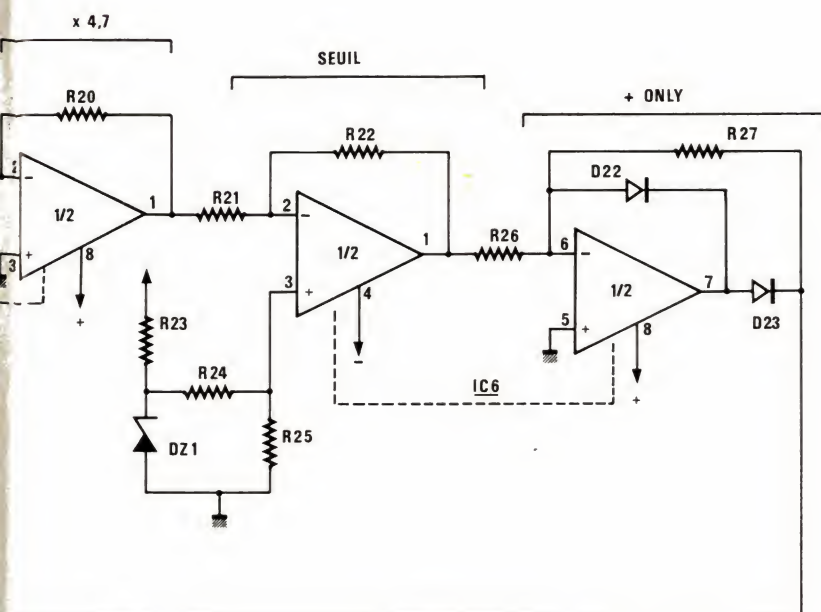 x 4,7
SEUIL
+ ONLY
R20
R22
R27
D22
2
−
1/2
1
+
3
8
+
R21
2
−
1/2
1
3
+
4
−
R26
6
−
1/2
7
5
+
8
+
D23
R23
R24
R25
DZ1
IC6